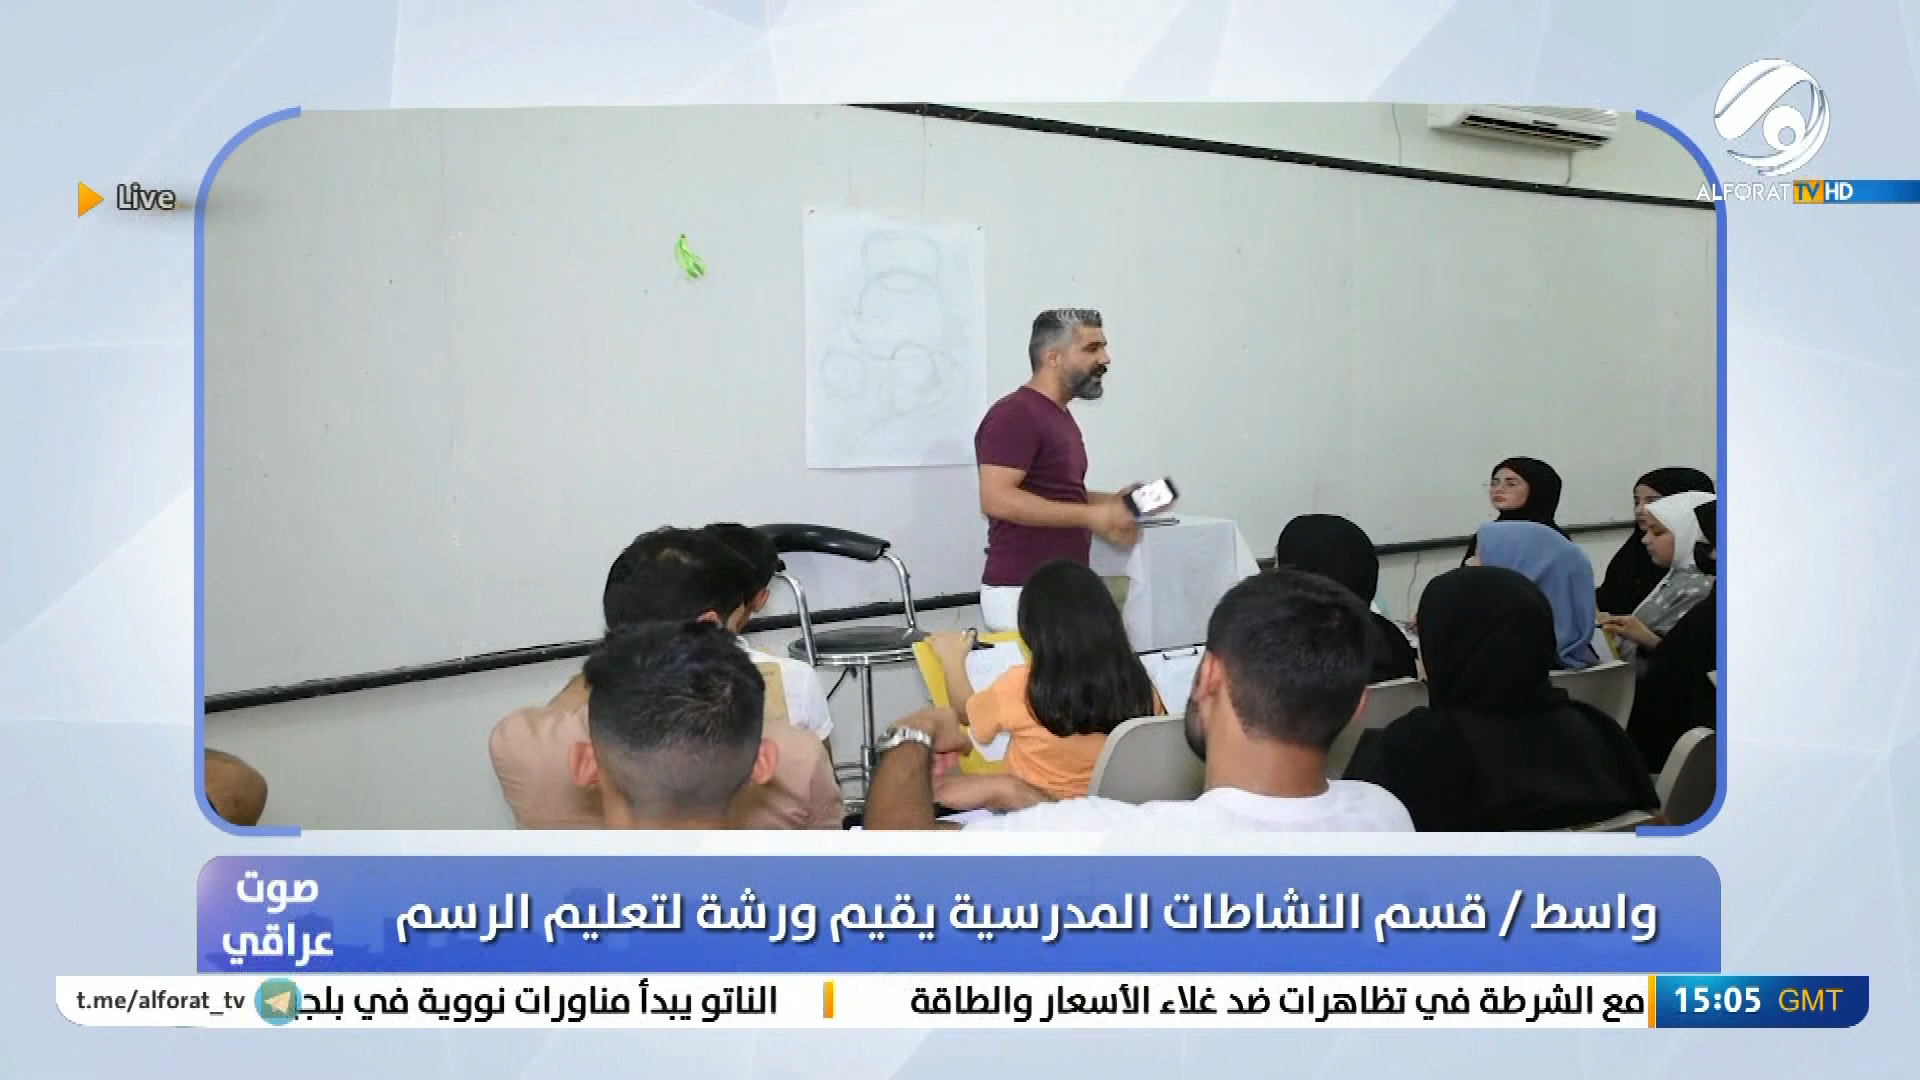 Live
ALFORAT TV HD
واسط / قسم النشاطات المدرسية يقيم ورشة لتعليم الرسم
صوت
عراقي
15:05 GMT
مع الشرطة في تظاهرات ضد غلاء الأسعار والطاقة
الناتو يبدأ مناورات نووية في بلجي
t.me/alforat_tv